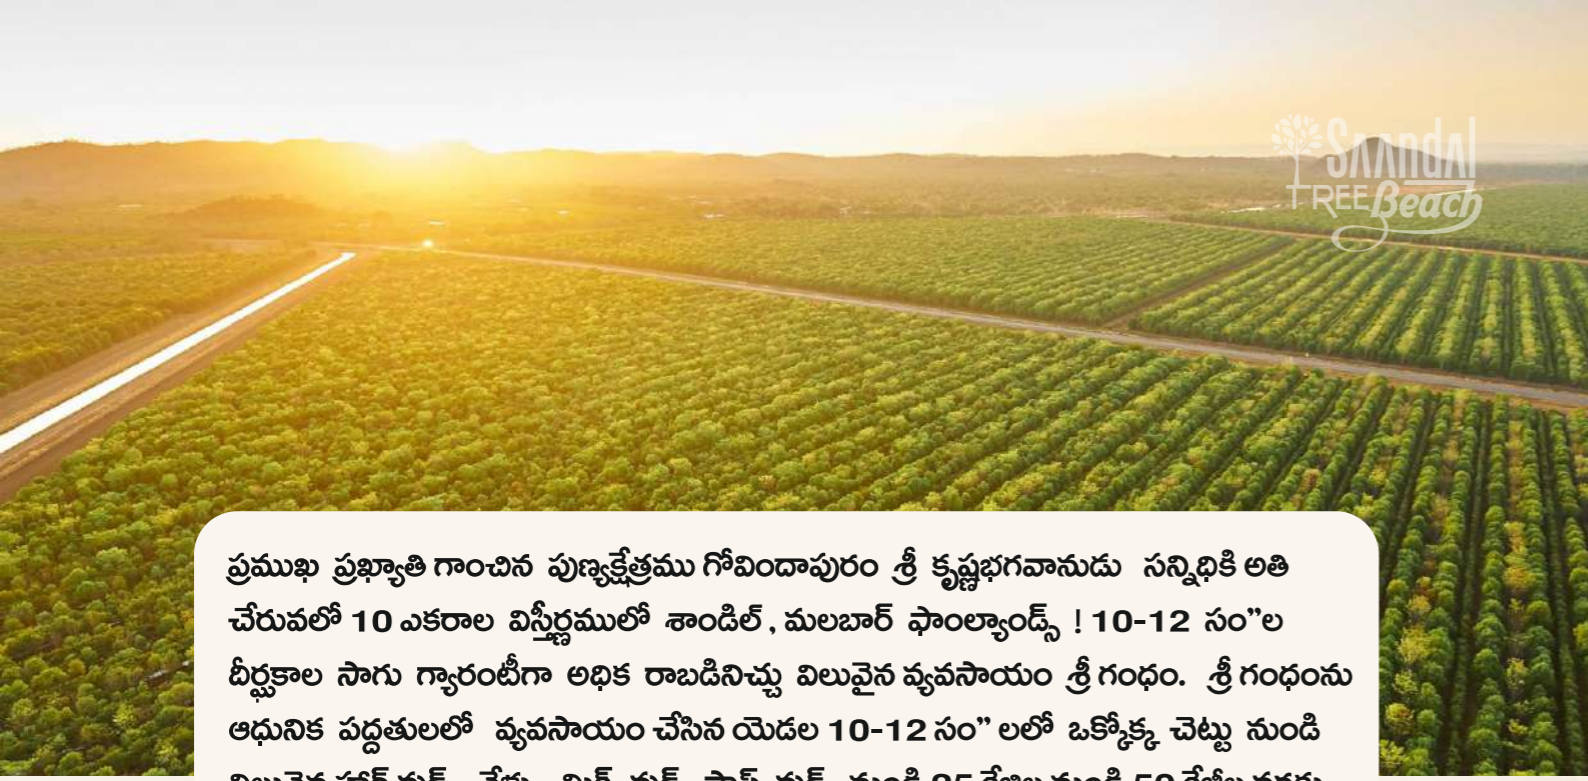 SAANdAL
TREE Beach
ప్రముఖ ప్రఖ్యాతి గాంచిన పుణ్యక్షేత్రము గోవిందాపురం శ్రీ కృష్ణభగవానుడు సన్నిధికి అతి
చేరువలో 10 ఎకరాల విస్తీర్ణములో శాండిల్, మలబార్ ఫాంల్యాండ్స్ ! 10-12 సం"ల
దీర్ఘకాల సాగు గ్యారంటీగా అధిక రాబడినిచ్చు విలువైన వ్యవసాయం శ్రీ గంధం. శ్రీ గంధంను
ఆధునిక పద్దతులలో వ్యవసాయం చేసిన యెడల 10-12 సం" లలో ఒక్కోక్క చెట్టు నుండి